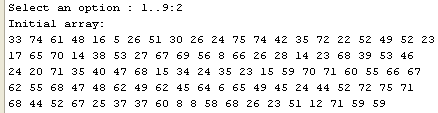 Select an option : 1..9:2
Initial array:
33 74 61 48 16 5 26 51 30 26 24 75 74 42 35 72 22 52 49 52 23
17 65 70 14 38 53 27 67 69 56 8 66 26 28 14 23 68 39 53 46
24 20 71 35 40 47 68 15 34 24 35 23 15 59 70 71 60 55 66 67
62 55 68 47 48 62 49 62 45 64 6 65 49 45 24 44 52 72 75 71
68 44 52 67 25 37 37 60 8 8 58 68 26 23 51 12 71 59 59